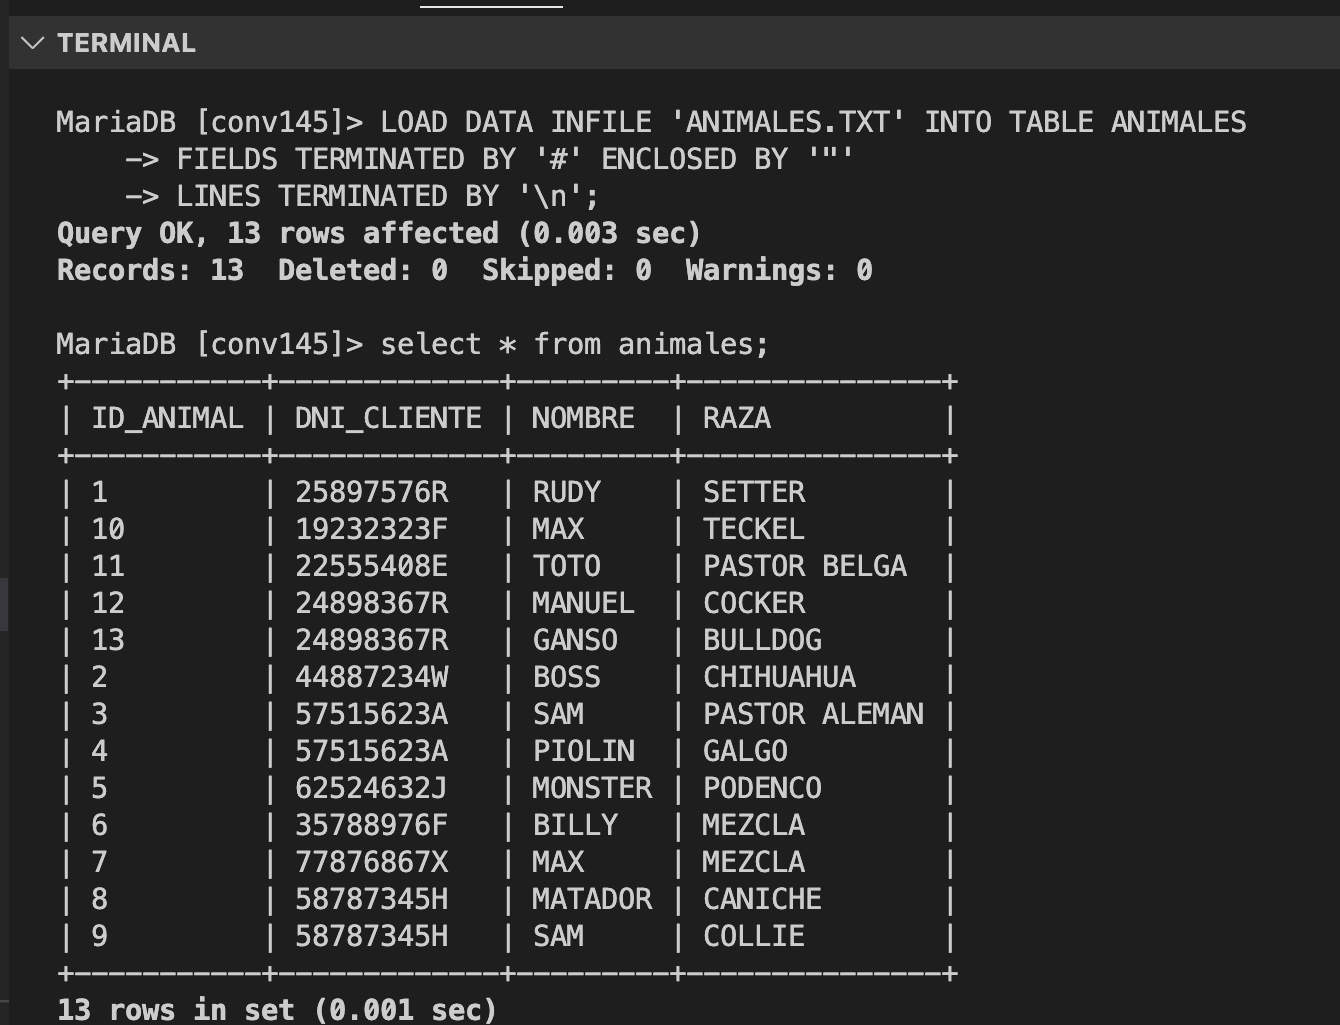 TERMINAL
MariaDB [conv145]> LOAD DATA INFILE 'ANIMALES.TXT' INTO TABLE ANIMALES
    -> FIELDS TERMINATED BY '#' ENCLOSED BY '"'
    -> LINES TERMINATED BY '\n';
Query OK, 13 rows affected (0.003 sec)
Records: 13  Deleted: 0  Skipped: 0  Warnings: 0
MariaDB [conv145]> select * from animales;
+-----------+-------------+---------+---------------+
| ID_ANIMAL | DNI_CLIENTE | NOMBRE  | RAZA          |
+-----------+-------------+---------+---------------+
| 1         | 25897576R   | RUDY    | SETTER        |
| 10        | 19232323F   | MAX     | TECKEL        |
| 11        | 22555408E   | TOTO    | PASTOR BELGA  |
| 12        | 24898367R   | MANUEL  | COCKER        |
| 13        | 24898367R   | GANSO   | BULLDOG       |
| 2         | 44887234W   | BOSS    | CHIHUAHUA     |
| 3         | 57515623A   | SAM     | PASTOR ALEMAN |
| 4         | 57515623A   | PIOLIN  | GALGO         |
| 5         | 62524632J   | MONSTER | PODENCO       |
| 6         | 35788976F   | BILLY   | MEZCLA        |
| 7         | 77876867X   | MAX     | MEZCLA        |
| 8         | 58787345H   | MATADOR | CANICHE       |
| 9         | 58787345H   | SAM     | COLLIE        |
+-----------+-------------+---------+---------------+
13 rows in set (0.001 sec)